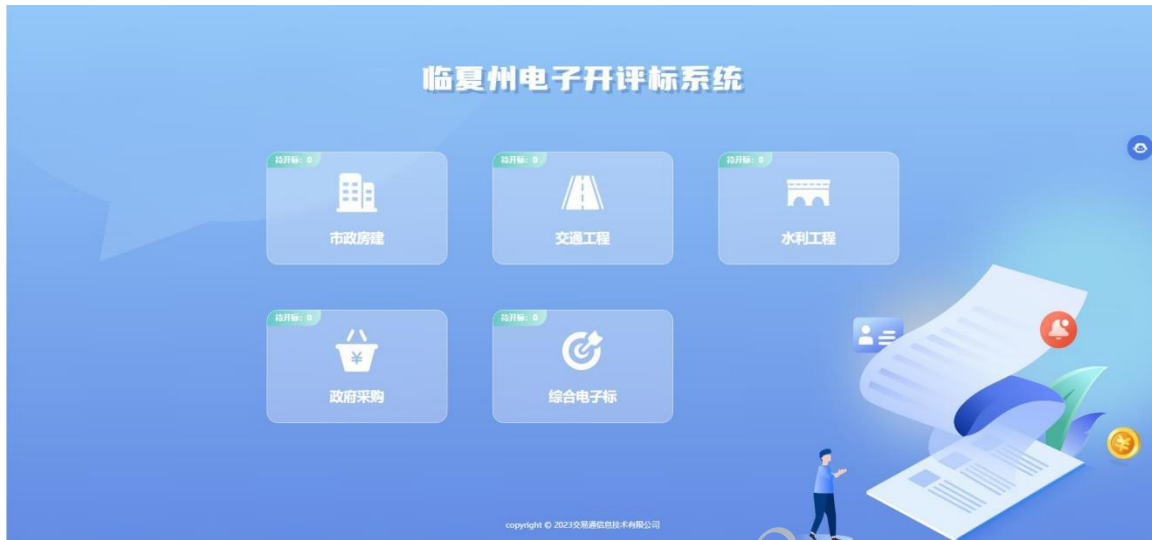 临夏州电子开评标系统
待开标：0
待开标：0
待开标：0
市政房建
交通工程
水利工程
待开标：0
待开标：0
政府采购
综合电子标
copyright © 2023交易通信息技术有限公司